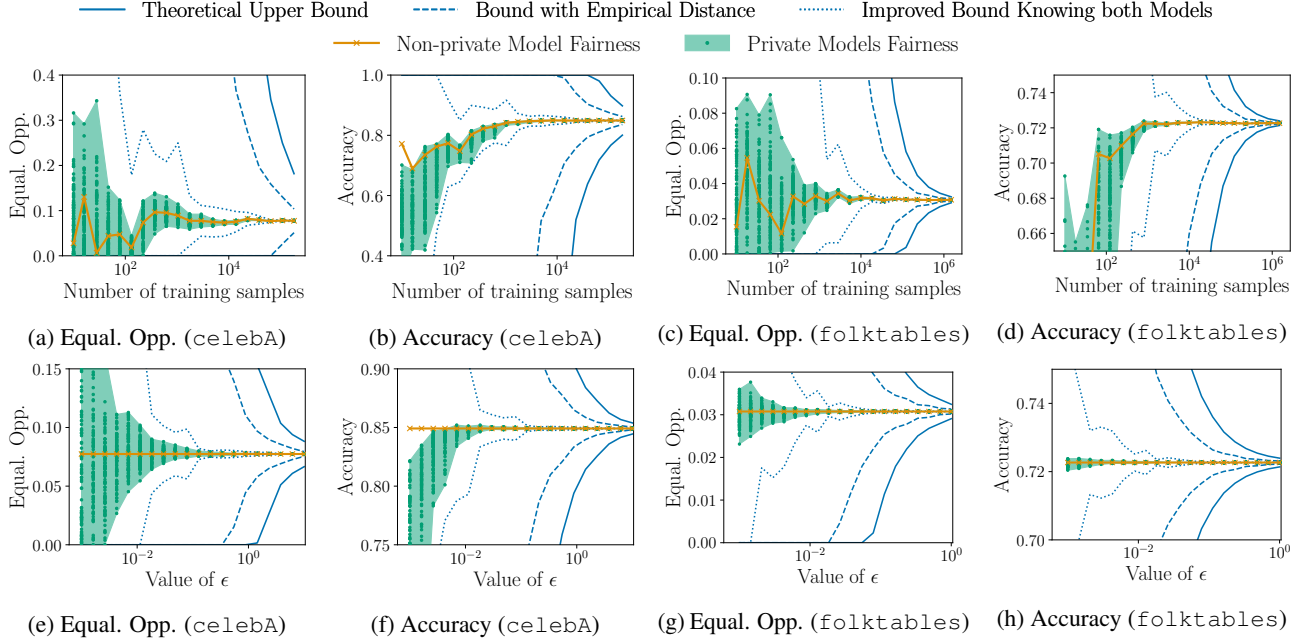 Theoretical Upper Bound Bound with Empirical Distance Improved Bound Knowing both Models
Non-private Model Fairness Private Models Fairness
0.4
0.3
0.2
0.1
0.0
Equal. Opp.
10^2 10^4
Number of training samples
(a) Equal. Opp. (celebA)
1.0
0.8
0.6
0.4
Accuracy
10^2 10^4
Number of training samples
(b) Accuracy (celebA)
0.10
0.08
0.06
0.04
0.02
0.00
Equal. Opp.
10^2 10^4 10^6
Number of training samples
(c) Equal. Opp. (folktables)
0.74
0.72
0.70
0.68
0.66
Accuracy
10^2 10^4 10^6
Number of training samples
(d) Accuracy (folktables)
0.15
0.10
0.05
0.00
Equal. Opp.
10^−2 10^0
Value of ϵ
(e) Equal. Opp. (celebA)
0.90
0.85
0.80
0.75
Accuracy
10^−2 10^0
Value of ϵ
(f) Accuracy (celebA)
0.04
0.03
0.02
0.01
0.00
Equal. Opp.
10^−2 10^0
Value of ϵ
(g) Equal. Opp. (folktables)
0.74
0.72
0.70
Accuracy
10^−2 10^0
Value of ϵ
(h) Accuracy (folktables)